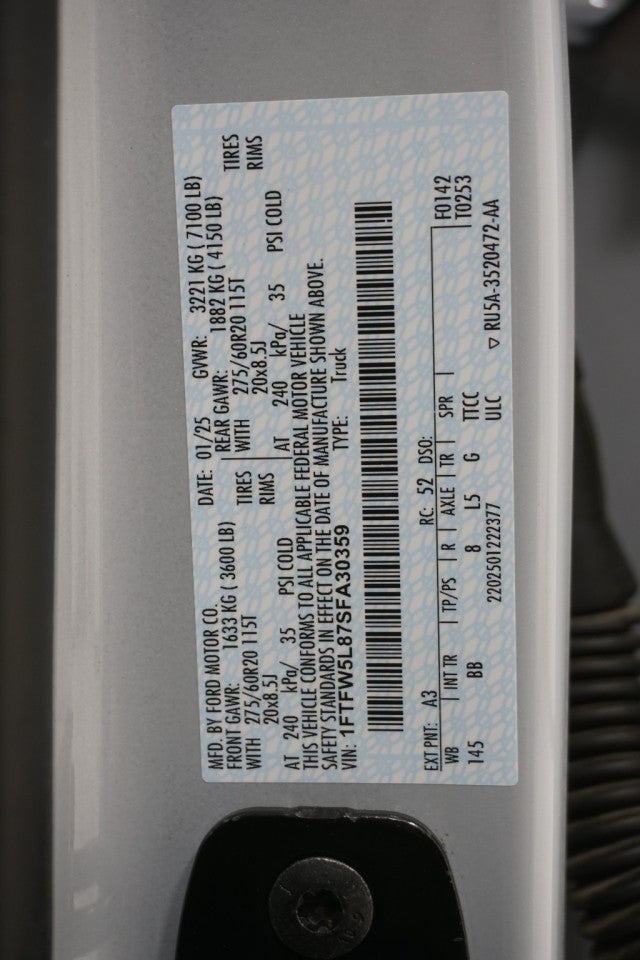 MFD. BY FORD MOTOR CO.
DATE: 01/25 GVWR: 3221 KG ( 7100 LB)
FRONT GAWR: 1633 KG ( 3600 LB) REAR GAWR: 1882 KG ( 4150 LB)
WITH 275/60R20 115T TIRES WITH 275/60R20 115T TIRES
20x8.5J RIMS 20x8.5J RIMS
AT 240 kPa/ 35 PSI COLD AT 240 kPa/ 35 PSI COLD
THIS VEHICLE CONFORMS TO ALL APPLICABLE FEDERAL MOTOR VEHICLE
SAFETY STANDARDS IN EFFECT ON THE DATE OF MANUFACTURE SHOWN ABOVE.
VIN: 1FTFW5L87SFA30359 TYPE: Truck
F0142
EXT PNT: A3 RC: 52 DSO: T0253
WB INT TR TP/PS R AXLE TR SPR
145 BB 8 L5 G TTCC
2202501222377 ULC ▽ RU5A-3520472-AA